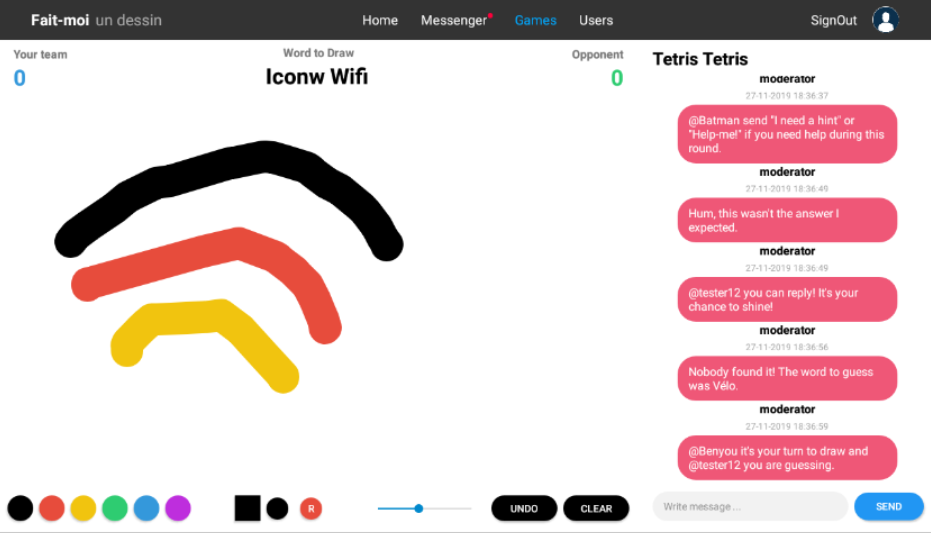 Fait-moi un dessin Home Messenger Games Users SignOut
Your team Word to Draw Opponent
0 Iconw Wifi 0
UNDO CLEAR
R
Tetris Tetris
moderator
27-11-2019 18:36:37
@Batman send "I need a hint" or
"Help-me!" if you need help during this
round.
moderator
27-11-2019 18:36:49
Hum, this wasn't the answer I
expected.
moderator
27-11-2019 18:36:49
@tester12 you can reply! It's your
chance to shine!
moderator
27-11-2019 18:36:56
Nobody found it! The word to guess
was Vélo.
moderator
27-11-2019 18:36:59
@Benyou it's your turn to draw and
@tester12 you are guessing.
Write message ... SEND